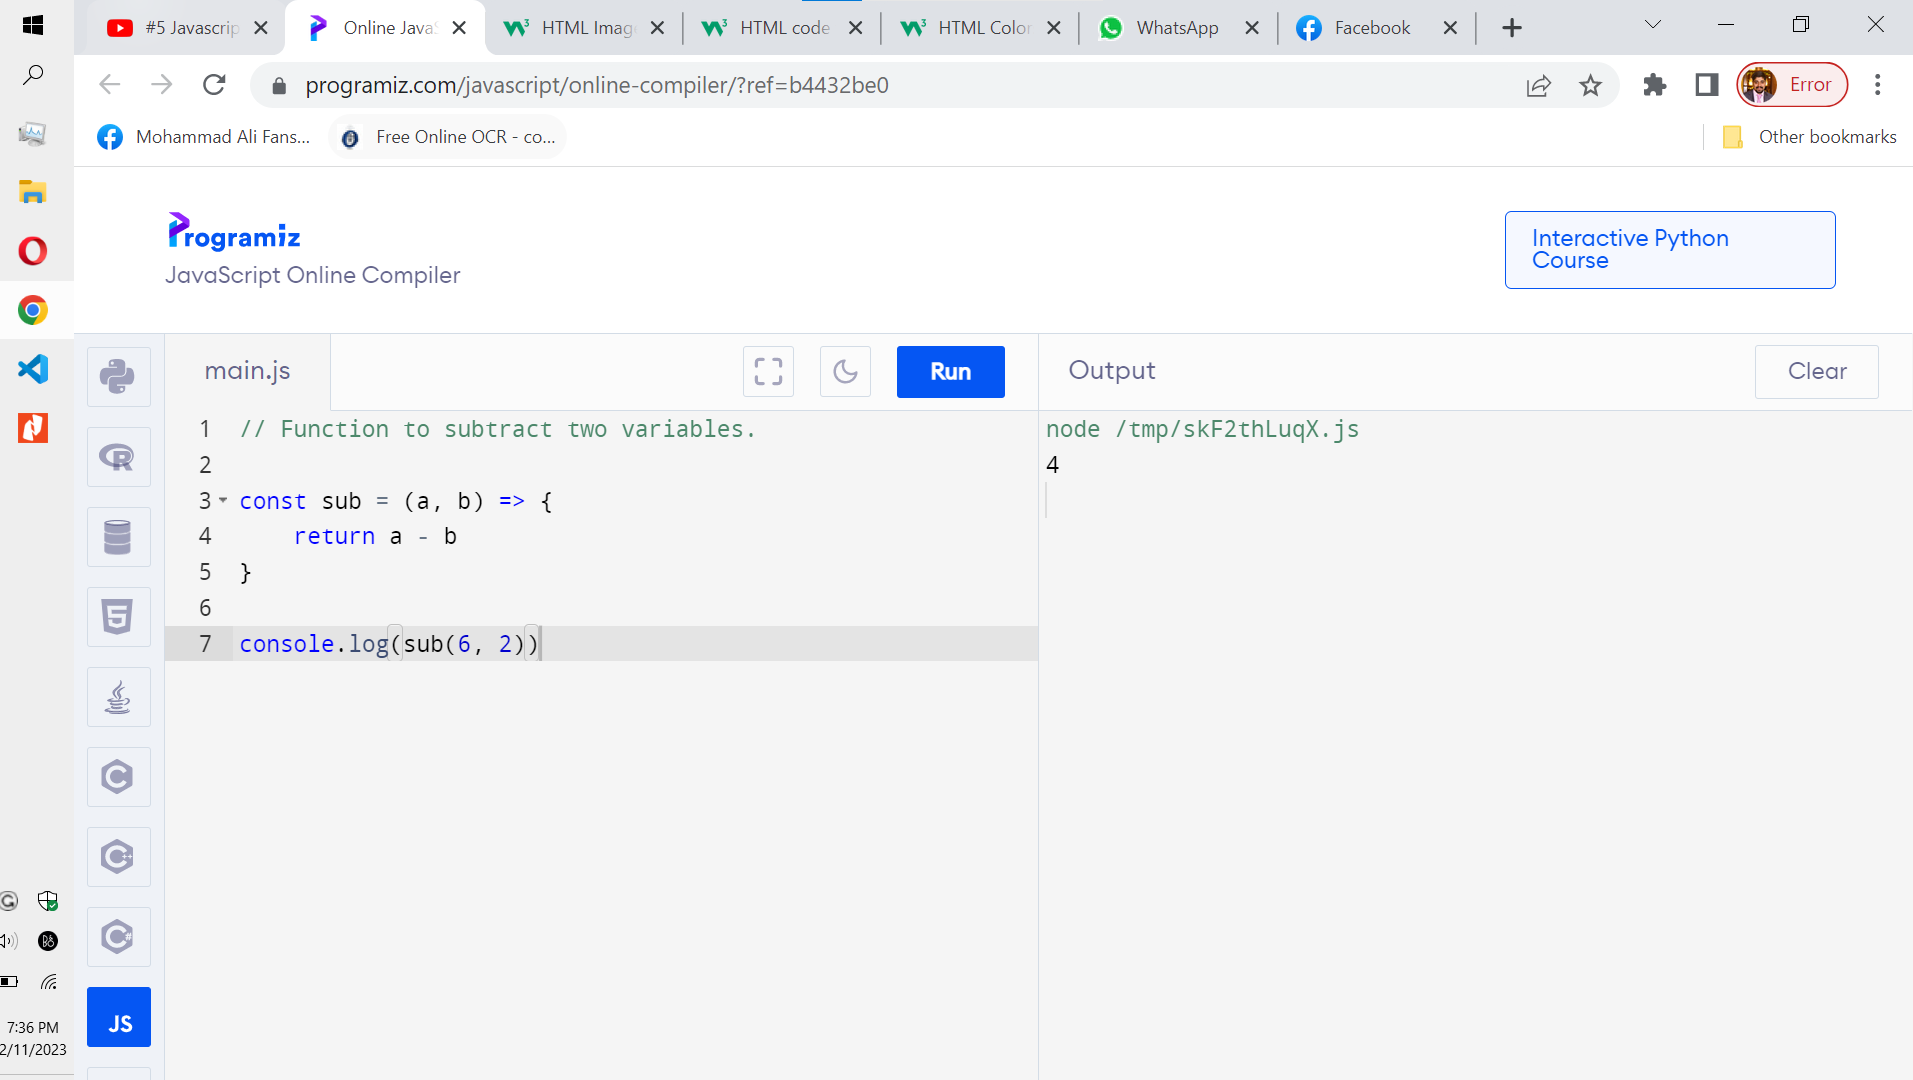 #5 Javascrip
Online Java
HTML Imag
HTML code
HTML Color
WhatsApp
Facebook
programiz.com/javascript/online-compiler/?ref=b4432be0
Error
Mohammad Ali Fans...
Free Online OCR - co...
Other bookmarks
Programiz
JavaScript Online Compiler
Interactive Python
Course
main.js
Run
Output
Clear
1 // Function to subtract two variables.
2
3 const sub = (a, b) => {
4 return a - b
5 }
6
7 console.log(sub(6, 2))
node /tmp/skF2thLuqX.js
4
JS
7:36 PM
2/11/2023